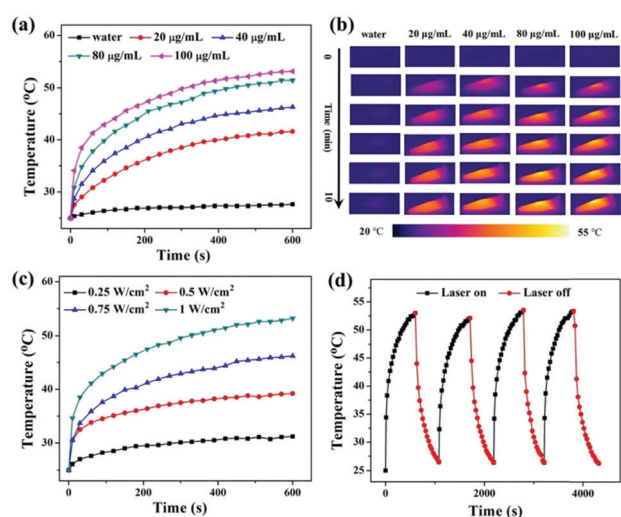 (a)
water 20 μg/mL 40 μg/mL
80 μg/mL 100 μg/mL
Temperature (°C)
60
50
40
30
0 200 400 600
Time (s)
(b)
water 20 μg/mL 40 μg/mL 80 μg/mL 100 μg/mL
0
Time (min)
10
20 °C 55 °C
(c)
0.25 W/cm² 0.5 W/cm²
0.75 W/cm² 1 W/cm²
Temperature (°C)
60
50
40
30
0 200 400 600
Time (s)
(d)
Laser on Laser off
Temperature (°C)
55
50
45
40
35
30
25
0 2000 4000
Time (s)